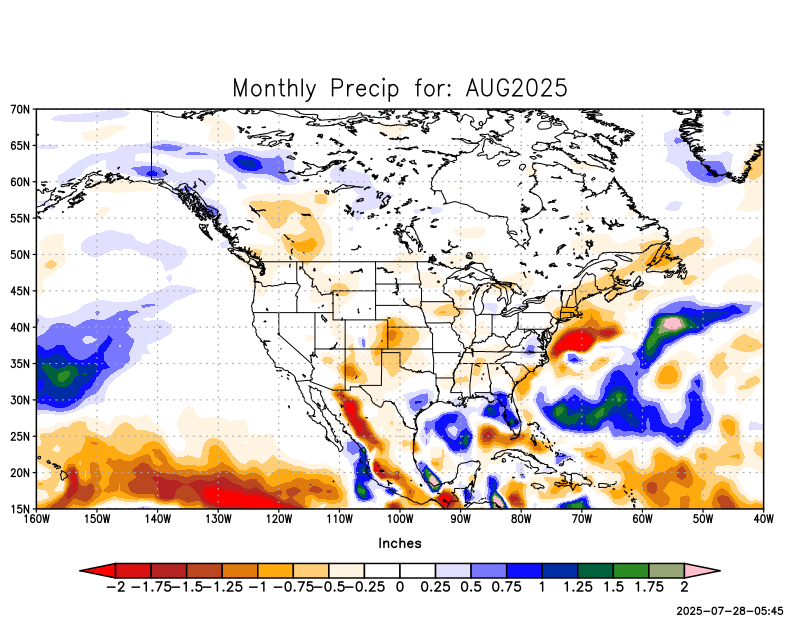 Monthly Precip for: AUG2025
70N
65N
60N
55N
50N
45N
40N
35N
30N
25N
20N
15N
160W 150W 140W 130W 120W 110W 100W 90W 80W 70W 60W 50W 40W
Inches
-2 -1.75 -1.5 -1.25 -1 -0.75 -0.5 -0.25 0 0.25 0.5 0.75 1 1.25 1.5 1.75 2
2025-07-28-05:45